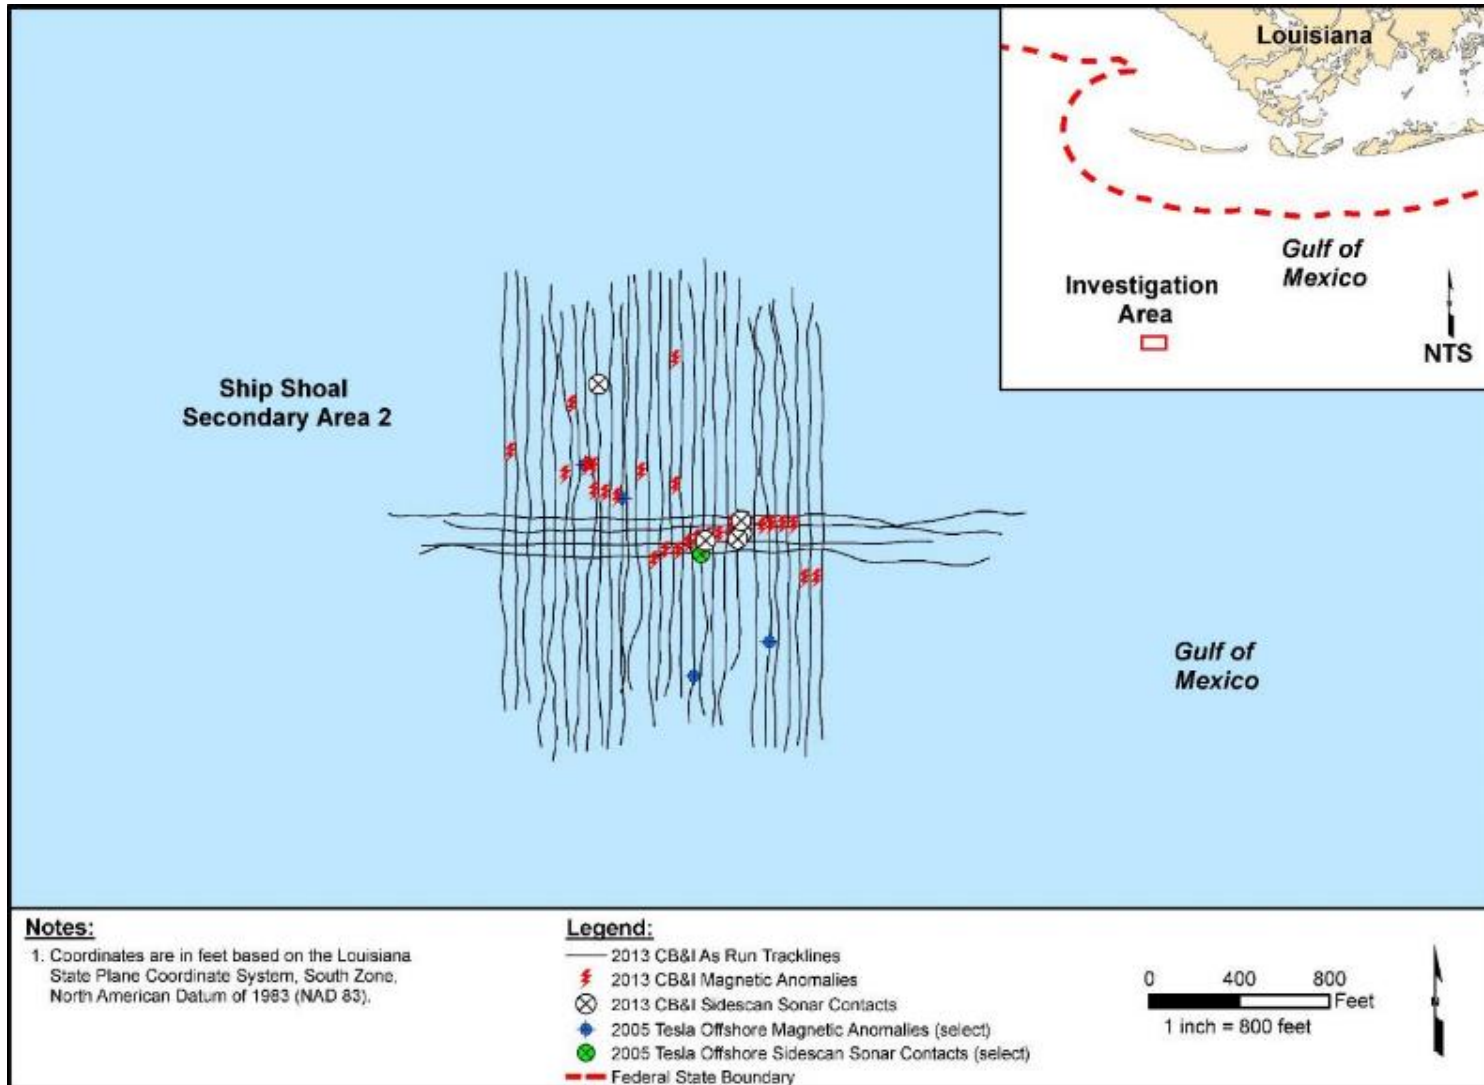 Louisiana
Gulf of
Mexico
Investigation
Area
NTS
Ship Shoal
Secondary Area 2
Gulf of
Mexico
Notes:
1. Coordinates are in feet based on the Louisiana
State Plane Coordinate System, South Zone,
North American Datum of 1983 (NAD 83).
Legend:
2013 CB&I As Run Tracklines
2013 CB&I Magnetic Anomalies
2013 CB&I Sidescan Sonar Contacts
2005 Tesla Offshore Magnetic Anomalies (select)
2005 Tesla Offshore Sidescan Sonar Contacts (select)
Federal State Boundary
0 400 800
Feet
1 inch = 800 feet